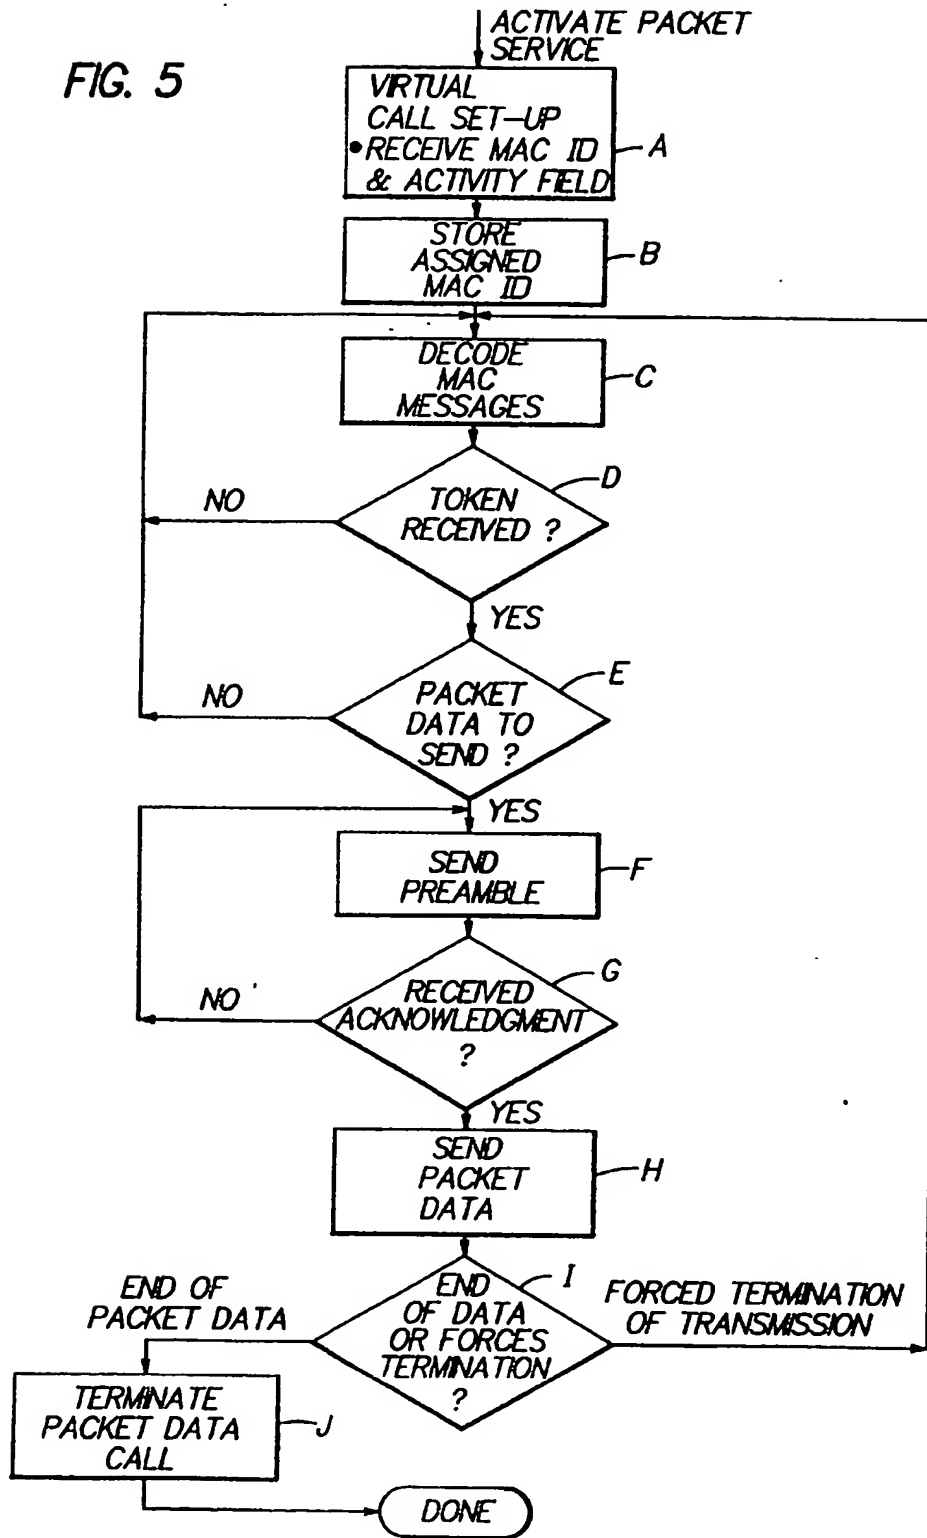 FIG. 5
ACTIVATE PACKET
SERVICE
VIRTUAL
CALL SET-UP
•RECEIVE MAC ID
& ACTIVITY FIELD
A
STORE
ASSIGNED
MAC ID
B
DECODE
MAC
MESSAGES
C
TOKEN
RECEIVED ?
D
NO
YES
PACKET
DATA TO
SEND ?
E
NO
YES
SEND
PREAMBLE
F
RECEIVED
ACKNOWLEDGMENT
?
G
NO
YES
SEND
PACKET
DATA
H
END
OF DATA
OR FORCES
TERMINATION
?
I
END OF
PACKET DATA
FORCED TERMINATION
OF TRANSMISSION
TERMINATE
PACKET DATA
CALL
J
DONE